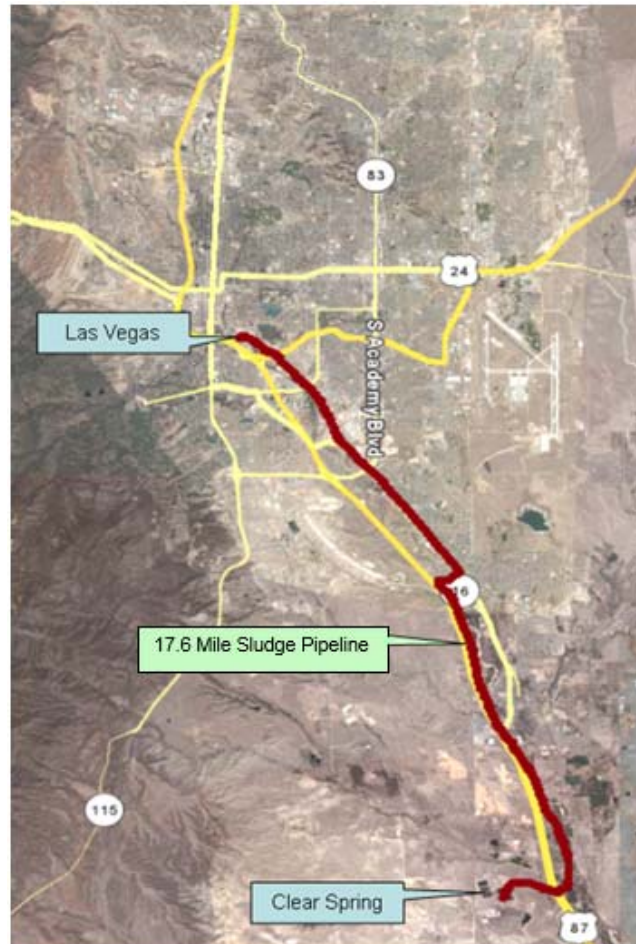 83
24
Las Vegas
S Academy Blvd
16
17.6 Mile Sludge Pipeline
115
Clear Spring
87